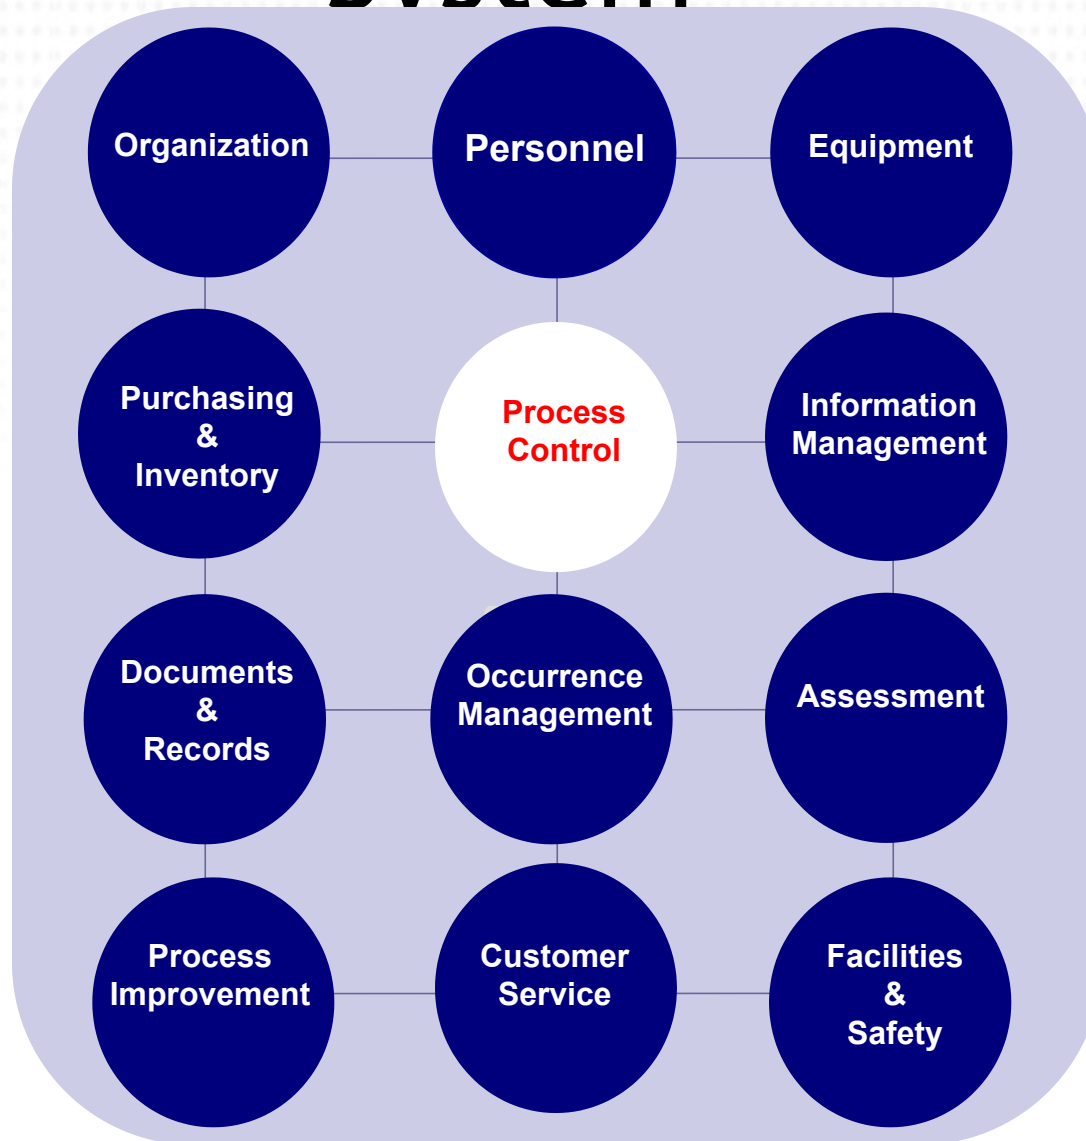 System
Organization
Personnel
Equipment
Purchasing
&
Inventory
Process
Control
Information
Management
Documents
&
Records
Occurrence
Management
Assessment
Process
Improvement
Customer
Service
Facilities
&
Safety